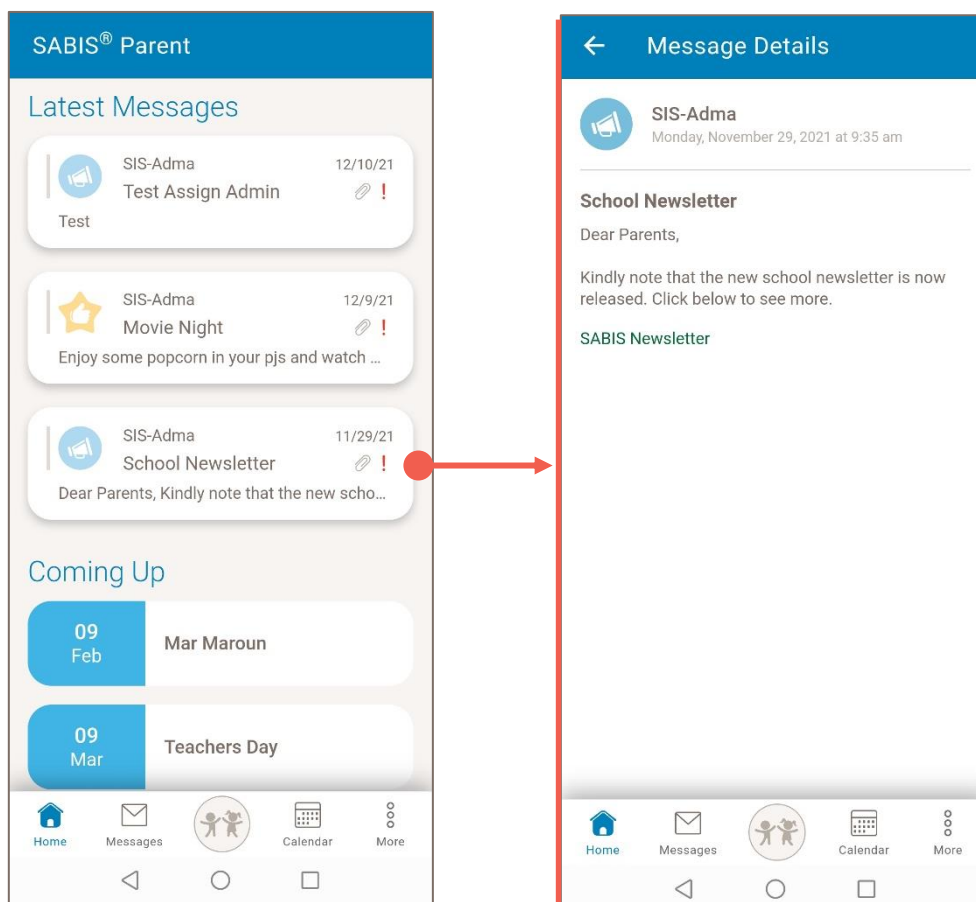 SABIS® Parent
Latest Messages
SIS-Adma 12/10/21
Test Assign Admin !
Test
SIS-Adma 12/9/21
Movie Night !
Enjoy some popcorn in your pjs and watch ...
SIS-Adma 11/29/21
School Newsletter !
Dear Parents, Kindly note that the new scho...
Coming Up
09
Feb
Mar Maroun
09
Mar
Teachers Day
Home Messages Calendar More
Message Details
SIS-Adma
Monday, November 29, 2021 at 9:35 am
School Newsletter
Dear Parents,
Kindly note that the new school newsletter is now
released. Click below to see more.
SABIS Newsletter
Home Messages Calendar More